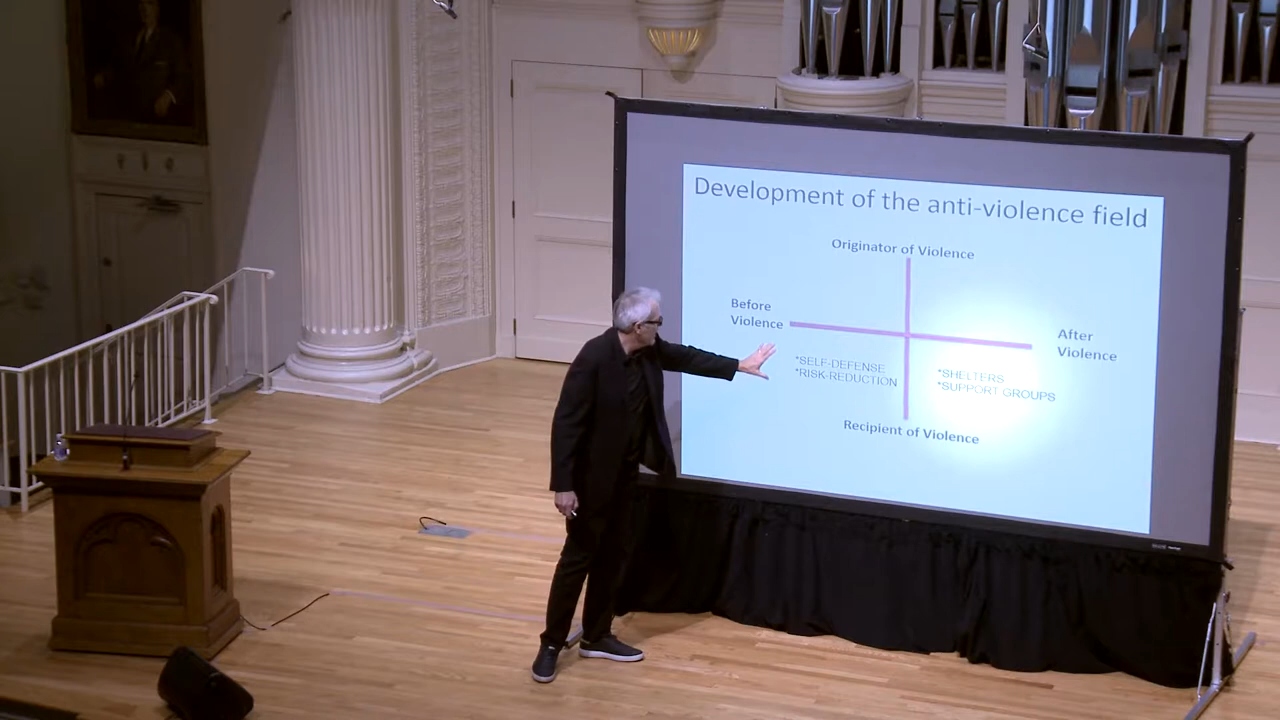 Development of the anti-violence field
Originator of Violence
Before
Violence
After
Violence
*SELF-DEFENSE
*RISK-REDUCTION
*SHELTERS
*SUPPORT GROUPS
Recipient of Violence